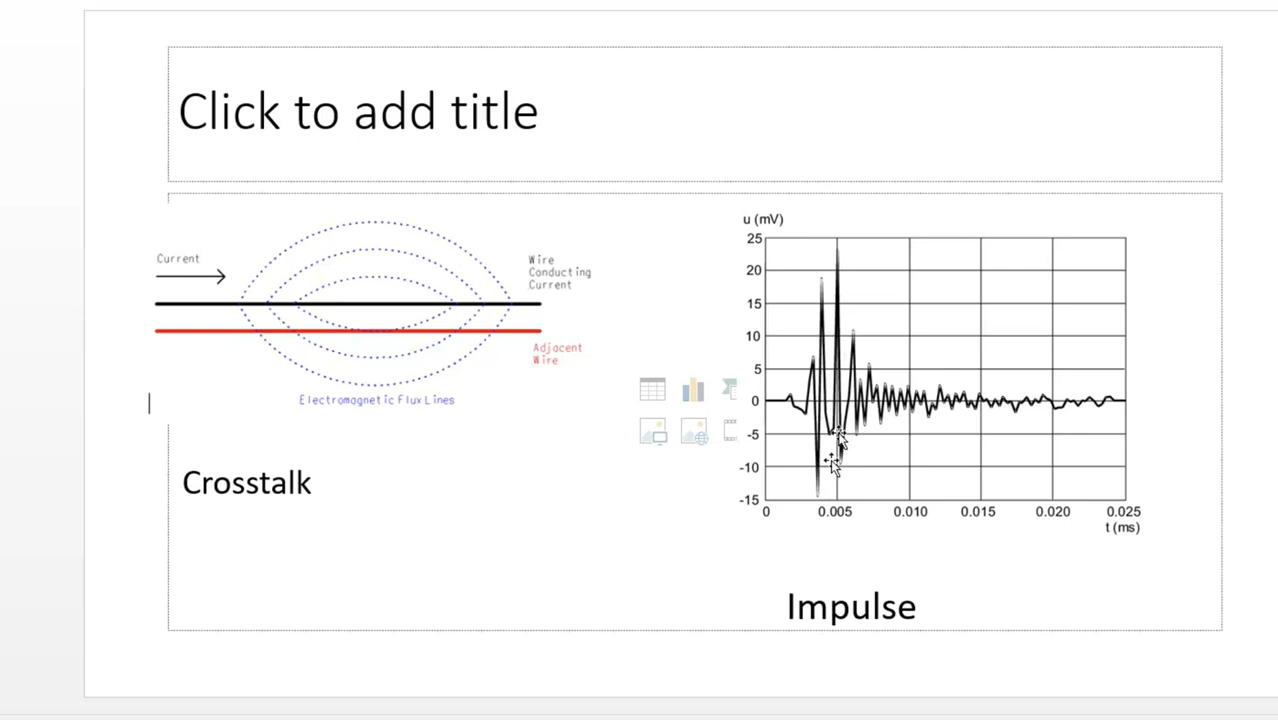 Click to add title
Current
Wire
Conducting
Current
Adjacent
Wire
Electromagnetic Flux Lines
Crosstalk
u (mV)
25
20
15
10
5
0
-5
-10
-15
0 0.005 0.010 0.015 0.020 0.025
t (ms)
Impulse